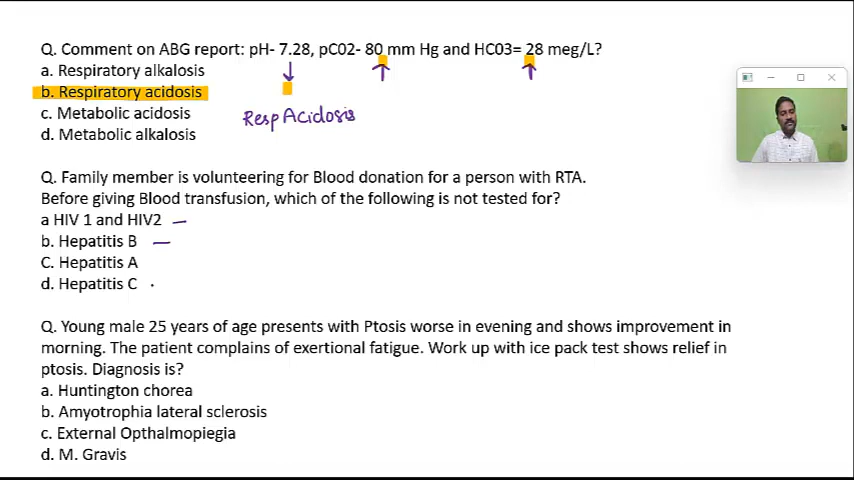 Q. Comment on ABG report: pH- 7.28, pC02- 80 mm Hg and HC03= 28 meg/L?
a. Respiratory alkalosis
b. Respiratory acidosis
c. Metabolic acidosis
Resp Acidosis
d. Metabolic alkalosis
Q. Family member is volunteering for Blood donation for a person with RTA.
Before giving Blood transfusion, which of the following is not tested for?
a HIV 1 and HIV2
b. Hepatitis B
C. Hepatitis A
d. Hepatitis C
Q. Young male 25 years of age presents with Ptosis worse in evening and shows improvement in
morning. The patient complains of exertional fatigue. Work up with ice pack test shows relief in
ptosis. Diagnosis is?
a. Huntington chorea
b. Amyotrophia lateral sclerosis
c. External Opthalmopiegia
d. M. Gravis